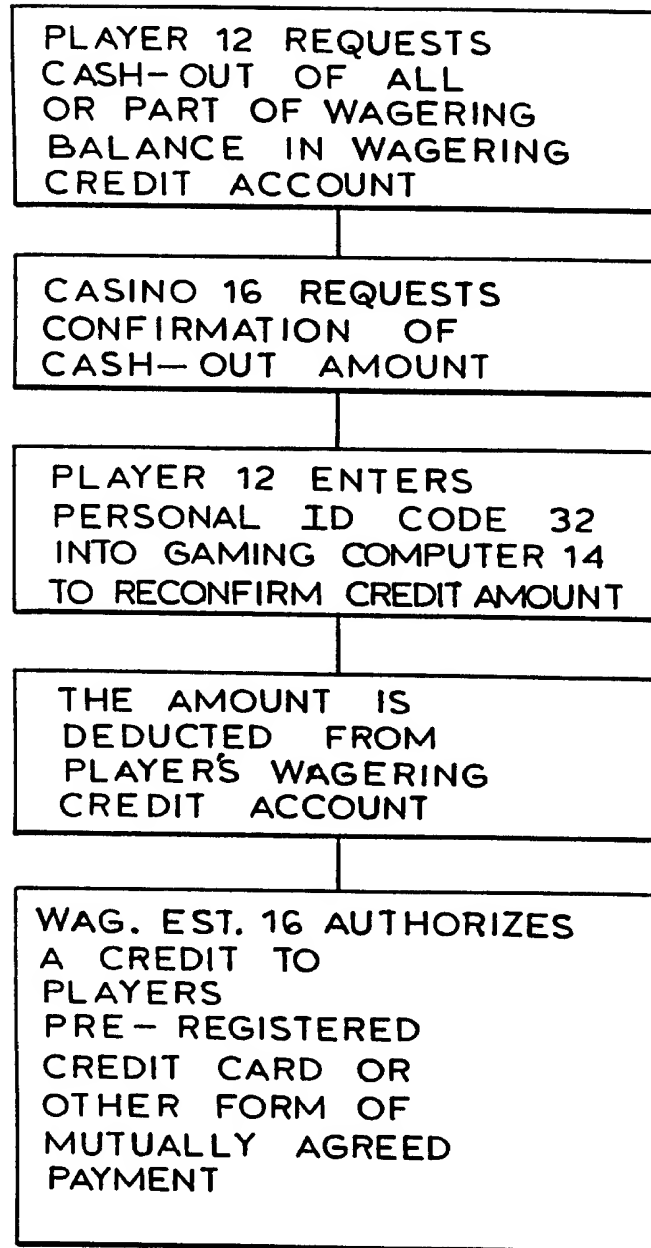 PLAYER 12 REQUESTS
CASH-OUT OF ALL
OR PART OF WAGERING
BALANCE IN WAGERING
CREDIT ACCOUNT
CASINO 16 REQUESTS
CONFIRMATION OF
CASH-OUT AMOUNT
PLAYER 12 ENTERS
PERSONAL ID CODE 32
INTO GAMING COMPUTER 14
TO RECONFIRM CREDIT AMOUNT
THE AMOUNT IS
DEDUCTED FROM
PLAYER'S WAGERING
CREDIT ACCOUNT
WAG. EST. 16 AUTHORIZES
A CREDIT TO
PLAYERS
PRE-REGISTERED
CREDIT CARD OR
OTHER FORM OF
MUTUALLY AGREED
PAYMENT